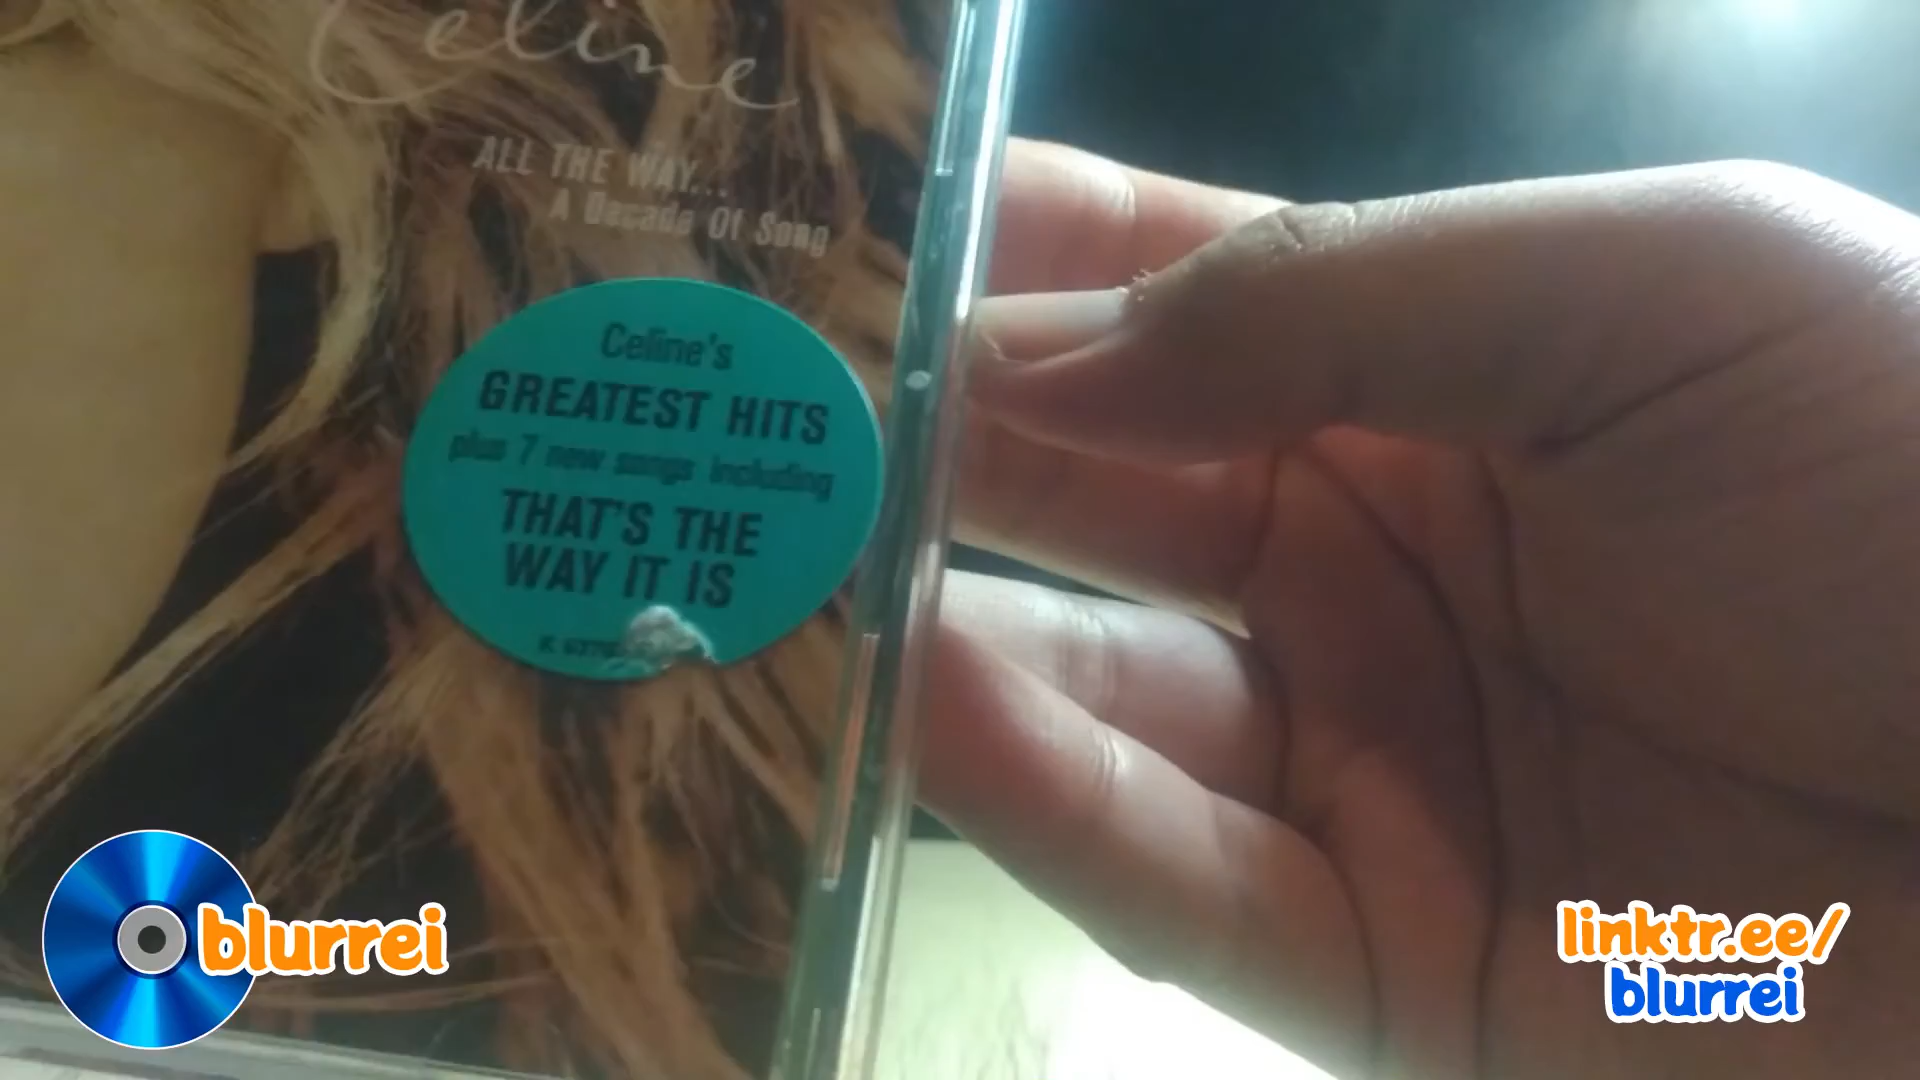 Celine
ALL THE WAY...
A Decade Of Song
Celine's
GREATEST HITS
plus 7 new songs including
THAT'S THE
WAY IT IS
blurrei
linktr.ee/
blurrei